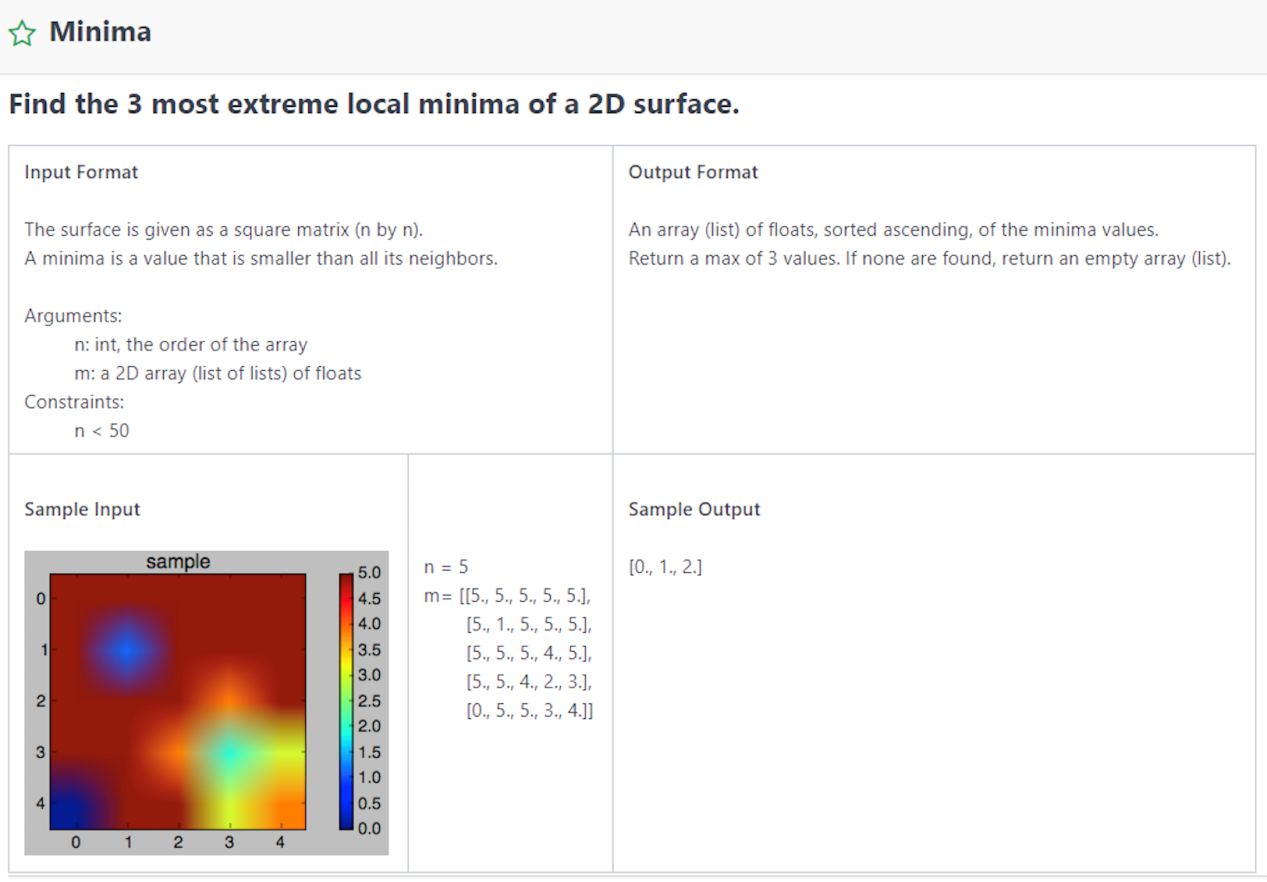 Minima
Find the 3 most extreme local minima of a 2D surface.
Input Format
The surface is given as a square matrix (n by n).
A minima is a value that is smaller than all its neighbors.
Arguments:
n: int, the order of the array
m: a 2D array (list of lists) of floats
Constraints:
n < 50
Output Format
An array (list) of floats, sorted ascending, of the minima values.
Return a max of 3 values. If none are found, return an empty array (list).
Sample Input
sample
0
1
2
3
4
0 1 2 3 4
5.0
4.5
4.0
3.5
3.0
2.5
2.0
1.5
1.0
0.5
0.0
n = 5
m= [[5., 5., 5., 5., 5.],
[5., 1., 5., 5., 5.],
[5., 5., 5., 4., 5.],
[5., 5., 4., 2., 3.],
[0., 5., 5., 3., 4.]]
Sample Output
[0., 1., 2.]